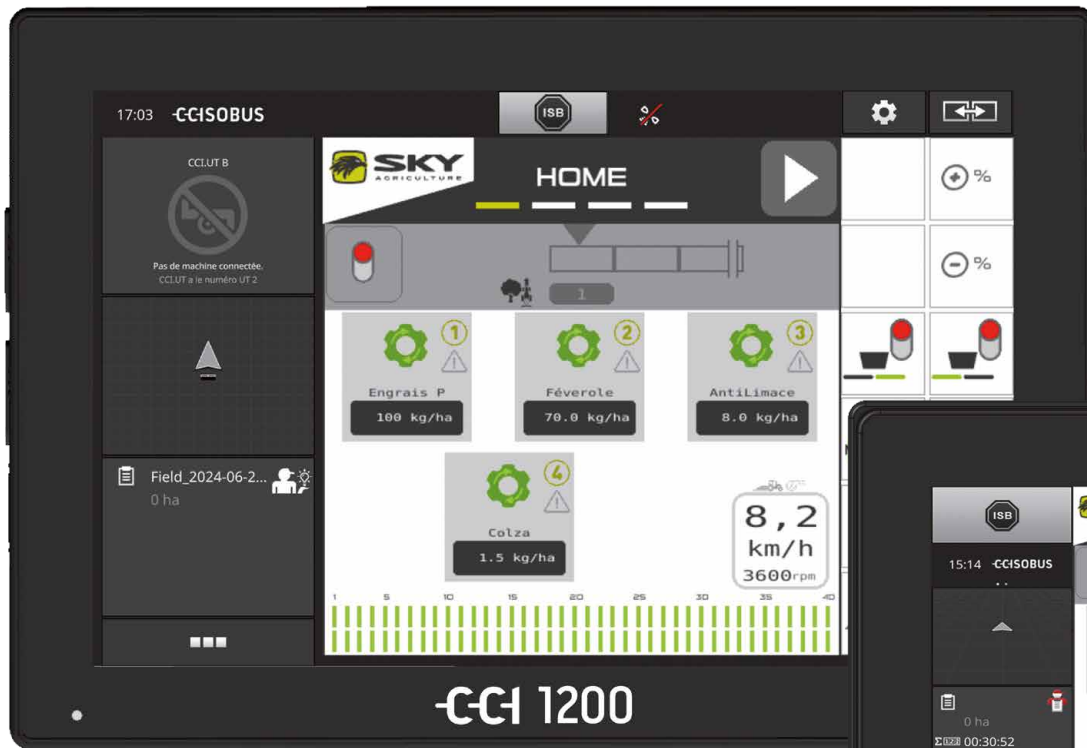 17:03 CCISOBUS
ISB
CCI.UT B
Pas de machine connectée.
CCI.UT a le numéro UT 2
SKY
AGRICULTURE
HOME
%
%
1
1
Engrais P
100 kg/ha
2
Féverole
70.0 kg/ha
3
AntiLimace
8.0 kg/ha
Field_2024-06-2...
0 ha
4
Colza
1.5 kg/ha
8,2
km/h
3600rpm
1 5 10 15 20 25 30 35 40
CCI 1200
ISB
15:14 CCISOBUS
0 ha
Σ 123 00:30:52